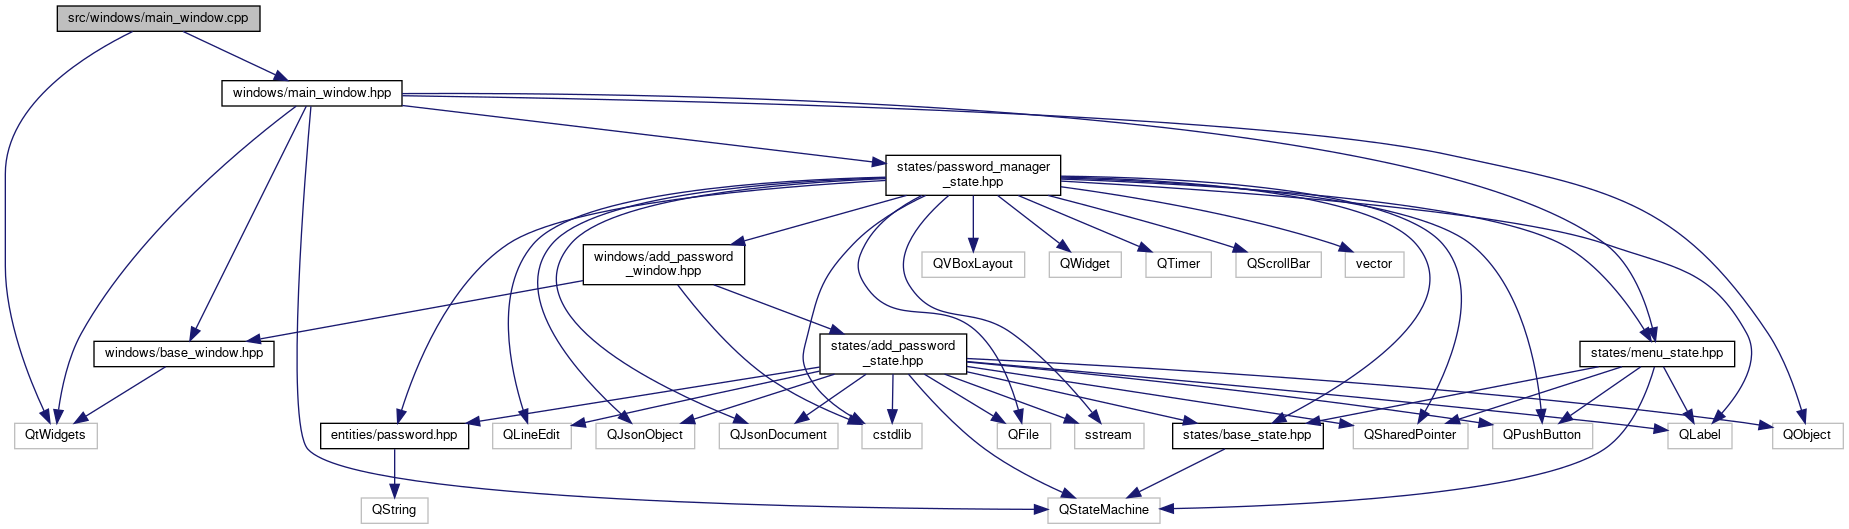 src/windows/main_window.cpp
windows/main_window.hpp
states/password_manager
_state.hpp
windows/add_password
_window.hpp
QVBoxLayout
QWidget
QTimer
QScrollBar
vector
windows/base_window.hpp
states/add_password
_state.hpp
states/menu_state.hpp
QtWidgets
entities/password.hpp
QLineEdit
QJsonObject
QJsonDocument
cstdlib
QFile
sstream
states/base_state.hpp
QSharedPointer
QPushButton
QLabel
QObject
QString
QStateMachine